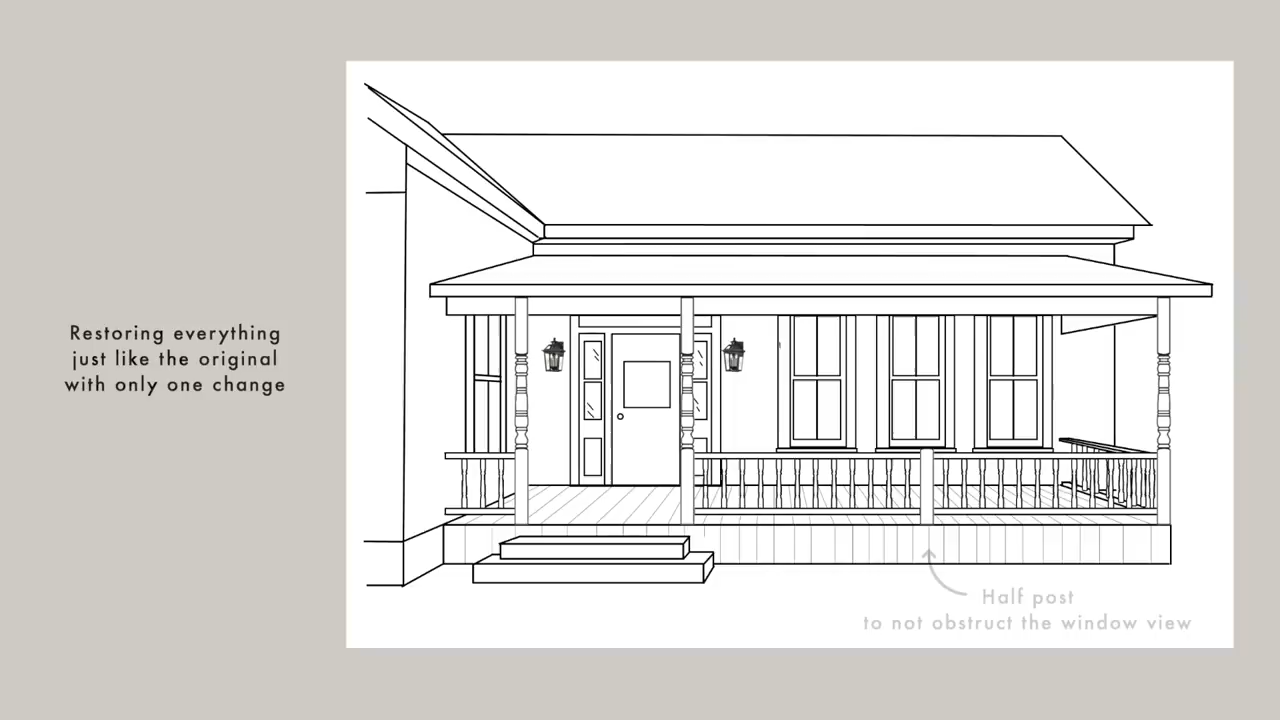 Restoring everything
just like the original
with only one change
Half post
to not obstruct the window view